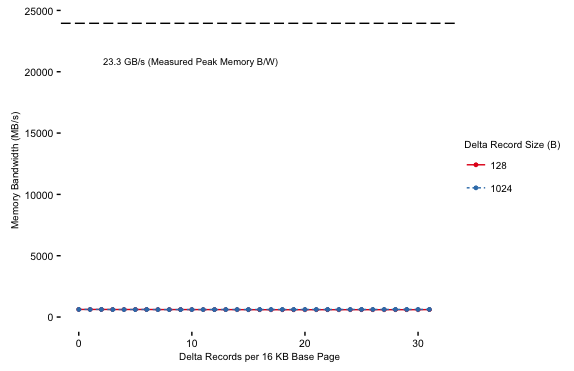 25000
23.3 GB/s (Measured Peak Memory B/W)
20000
15000
10000
5000
0
Memory Bandwidth (MB/s)
0 10 20 30
Delta Records per 16 KB Base Page
Delta Record Size (B)
128
1024